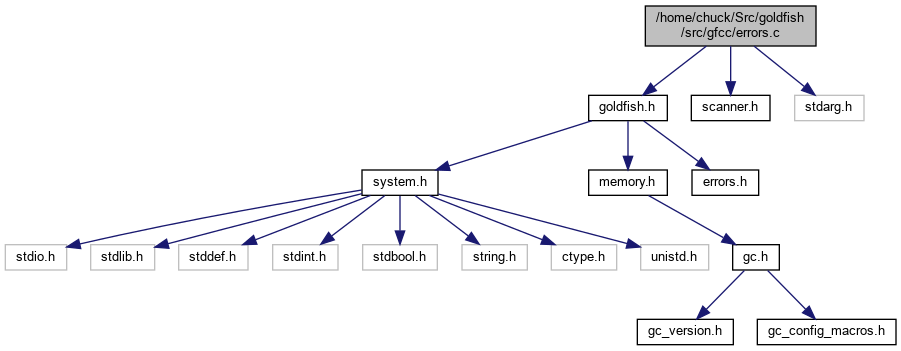 /home/chuck/Src/goldfish
/src/gfcc/errors.c
goldfish.h
scanner.h
stdarg.h
system.h
memory.h
errors.h
stdio.h
stdlib.h
stddef.h
stdint.h
stdbool.h
string.h
ctype.h
unistd.h
gc.h
gc_version.h
gc_config_macros.h